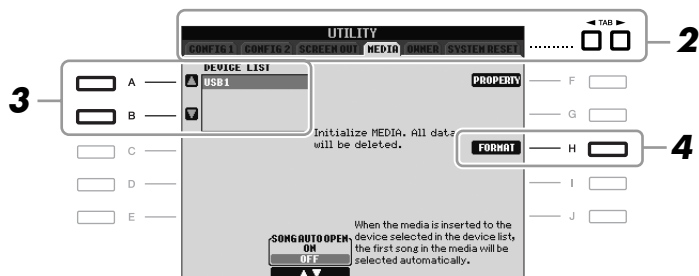 UTILITY
◄ TAB ►
CONFIG 1 CONFIG 2 SCREEN OUT MEDIA OWNER SYSTEM RESET
2
DEVICE LIST
USB1
PROPERTY
A
F
3
B
G
Initialize MEDIA. All data
will be deleted.
FORMAT
C
H
4
D
I
E
J
When the media is inserted to the
device selected in the device list,
the first song in the media will be
selected automatically.
SONG AUTO OPEN
ON
OFF